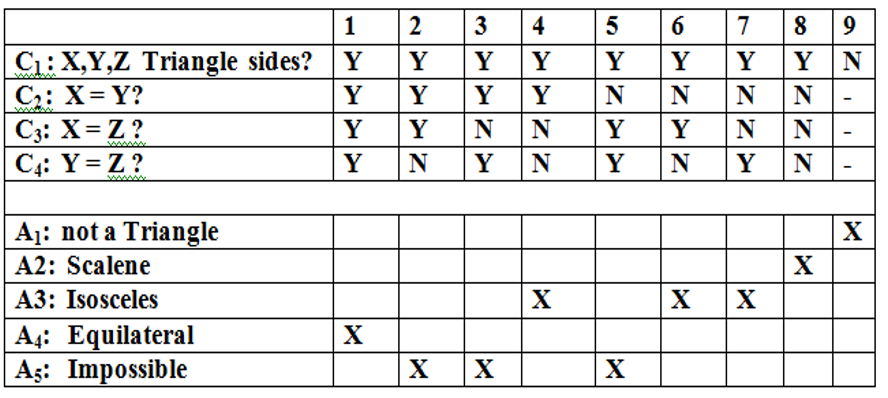 1 2 3 4 5 6 7 8 9
C₁: X,Y,Z Triangle sides? Y Y Y Y Y Y Y Y N
C₂: X = Y? Y Y Y Y N N N N -
C₃: X = Z ? Y Y N N Y Y N N -
C₄: Y = Z ? Y N Y N Y N Y N -
A₁: not a Triangle X
A2: Scalene X
A3: Isosceles X X X
A₄: Equilateral X
A₅: Impossible X X X